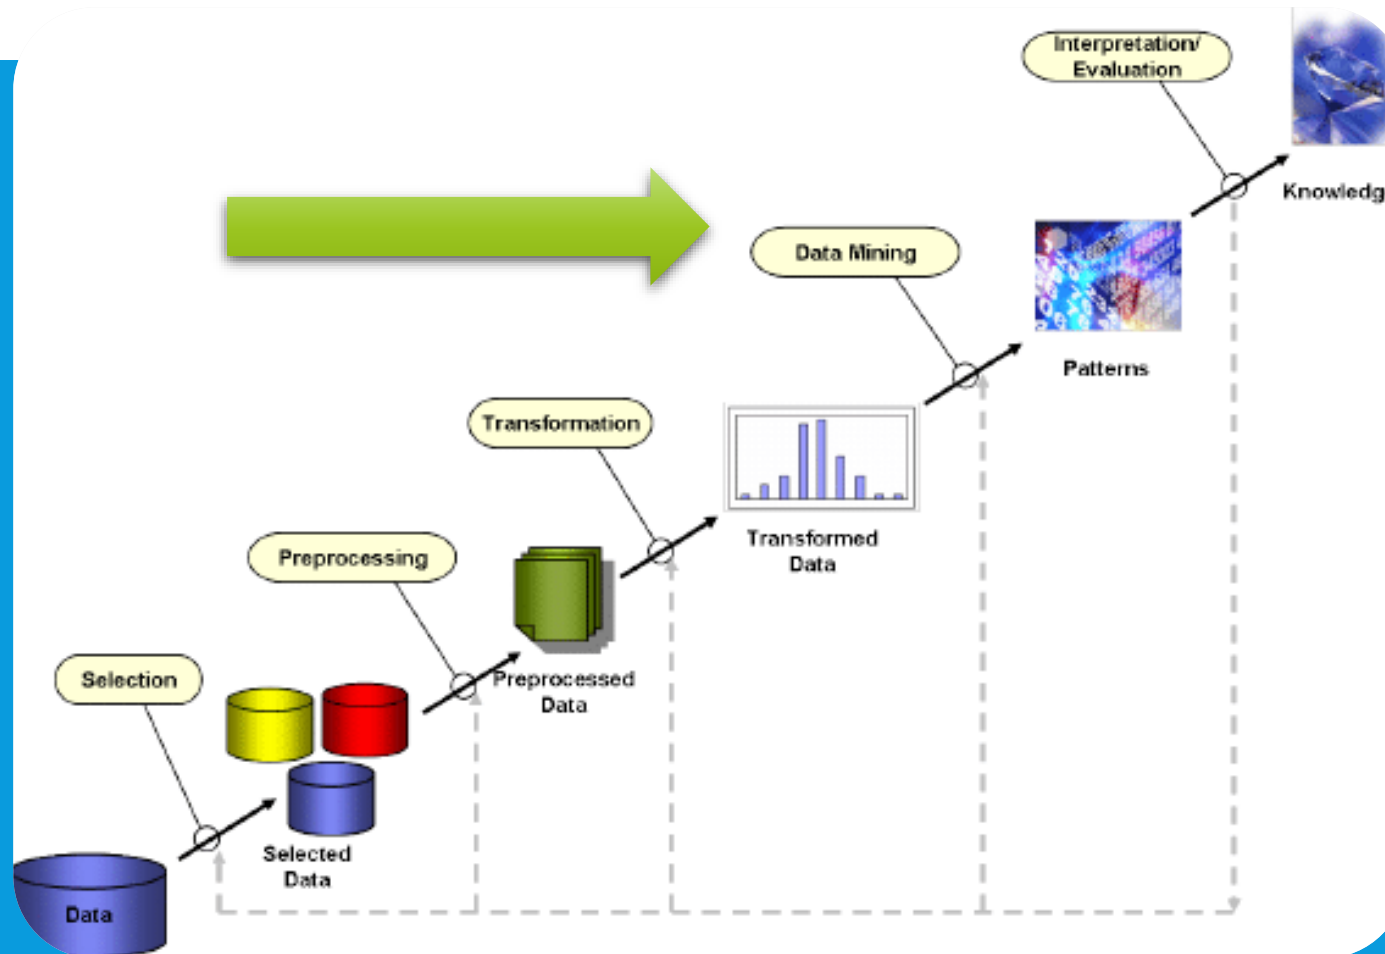 Interpretation/
Evaluation
Knowledg
Data Mining
Patterns
Transformation
Transformed
Data
Preprocessing
Preprocessed
Data
Selection
Selected
Data
Data